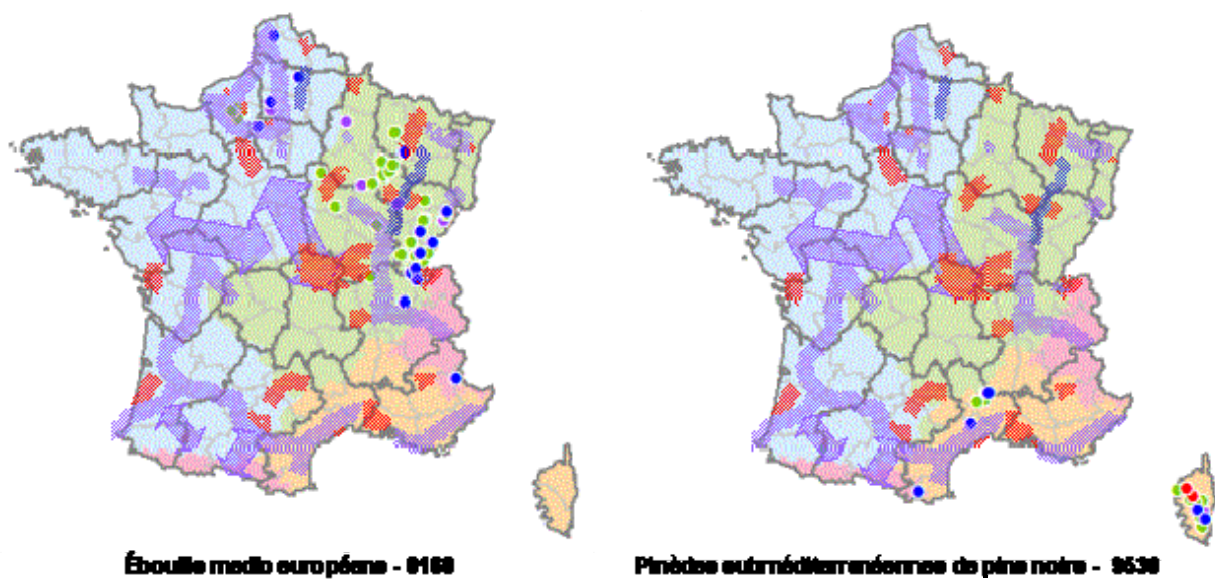 Éboulis medio européens - 8160
Pinèdes subméditerranéennes de pins noirs - 9530